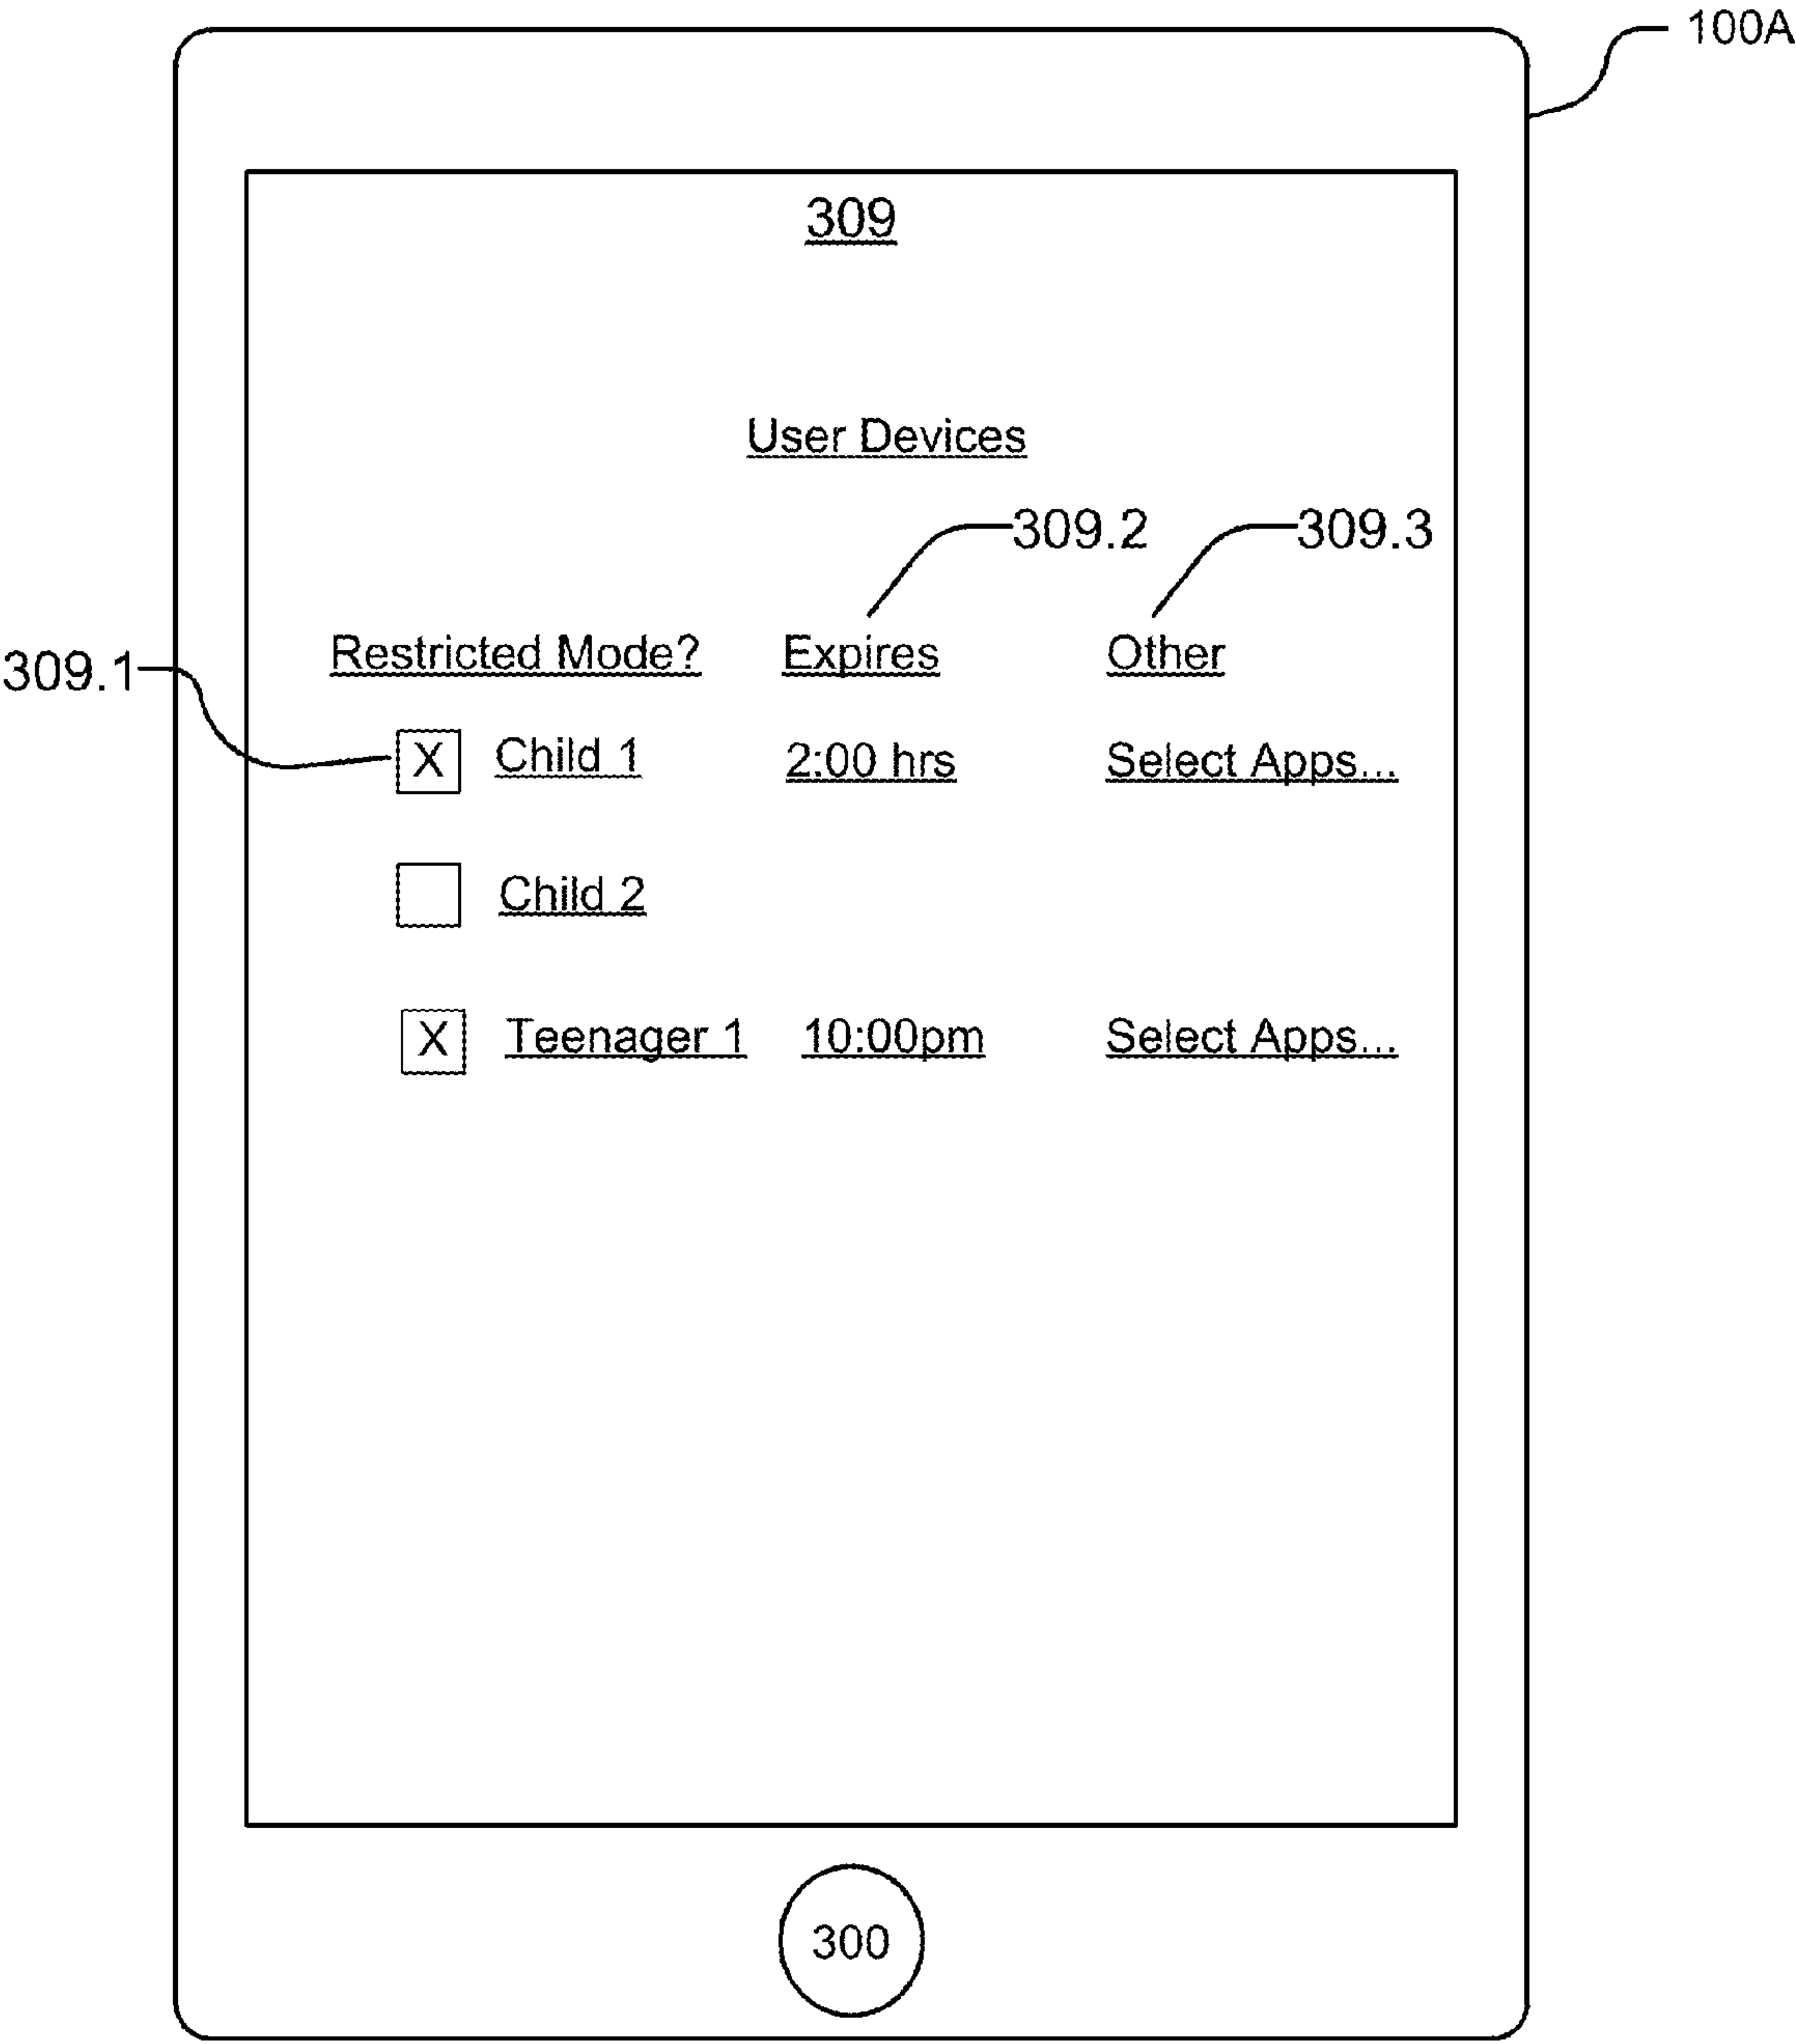 100A
309
User Devices
309.2 309.3
Restricted Mode? Expires Other
309.1
X Child 1 2:00 hrs Select Apps...
Child 2
X Teenager 1 10:00pm Select Apps...
300